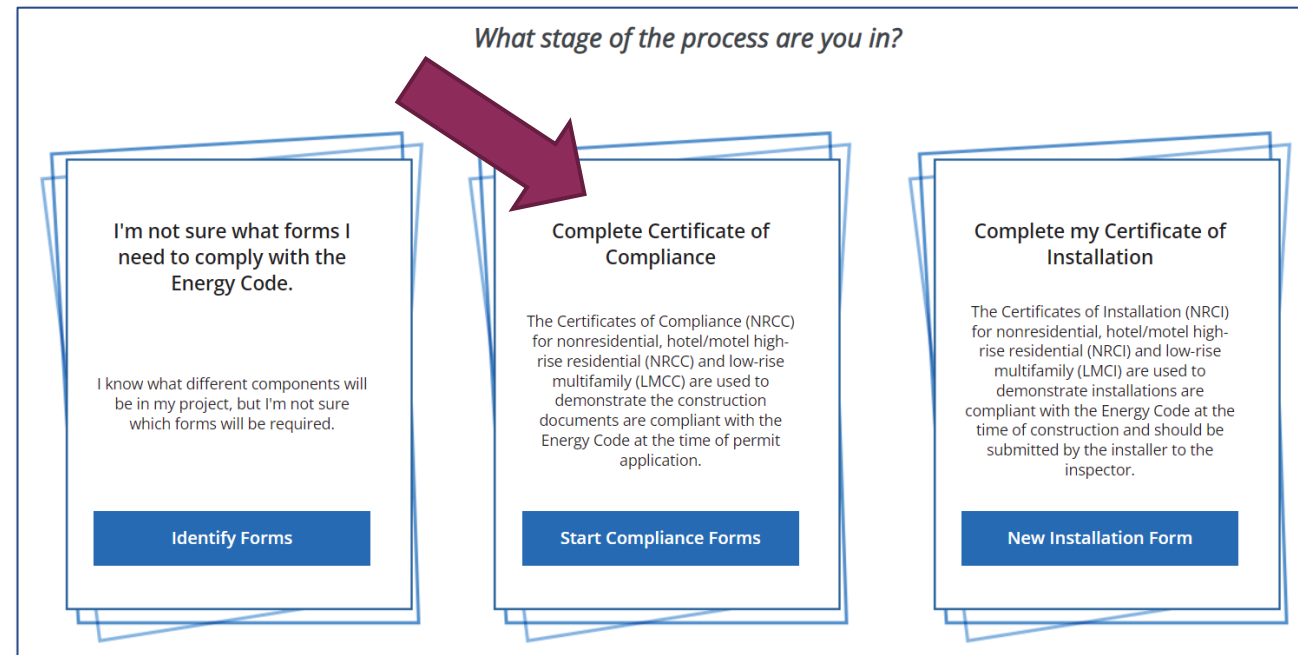 What stage of the process are you in?
I'm not sure what forms I
need to comply with the
Energy Code.
I know what different components will
be in my project, but I'm not sure
which forms will be required.
Identify Forms
Complete Certificate of
Compliance
The Certificates of Compliance (NRCC)
for nonresidential, hotel/motel high-
rise residential (NRCC) and low-rise
multifamily (LMCC) are used to
demonstrate the construction
documents are compliant with the
Energy Code at the time of permit
application.
Start Compliance Forms
Complete my Certificate of
Installation
The Certificates of Installation (NRCI)
for nonresidential, hotel/motel high-
rise residential (NRCI) and low-rise
multifamily (LMCI) are used to
demonstrate installations are
compliant with the Energy Code at the
time of construction and should be
submitted by the installer to the
inspector.
New Installation Form